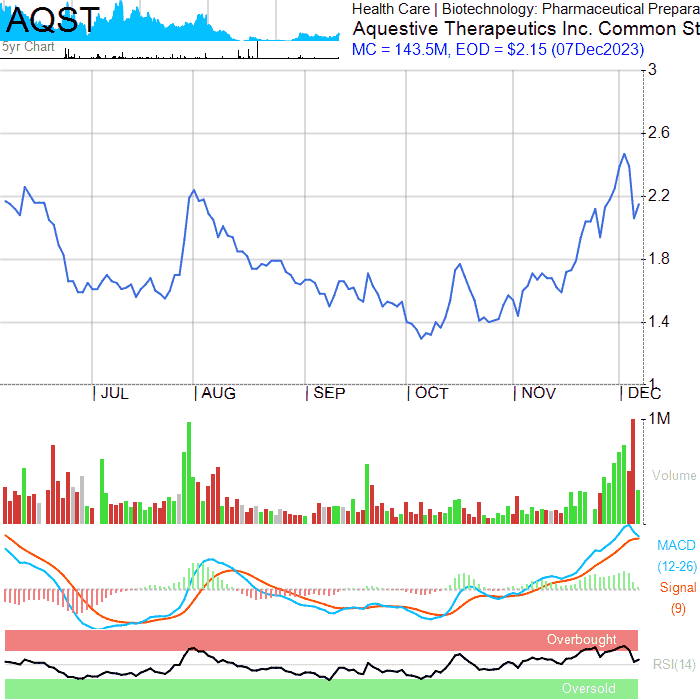 AQST
5yr Chart
Health Care | Biotechnology: Pharmaceutical Prepara
Aquestive Therapeutics Inc. Common St
MC = 143.5M, EOD = $2.15 (07Dec2023)
3
2.6
2.2
1.8
1.4
1
JUL AUG SEP OCT NOV DEC
1M
Volume
MACD
(12-26)
Signal
(9)
Overbought
RSI(14)
Oversold